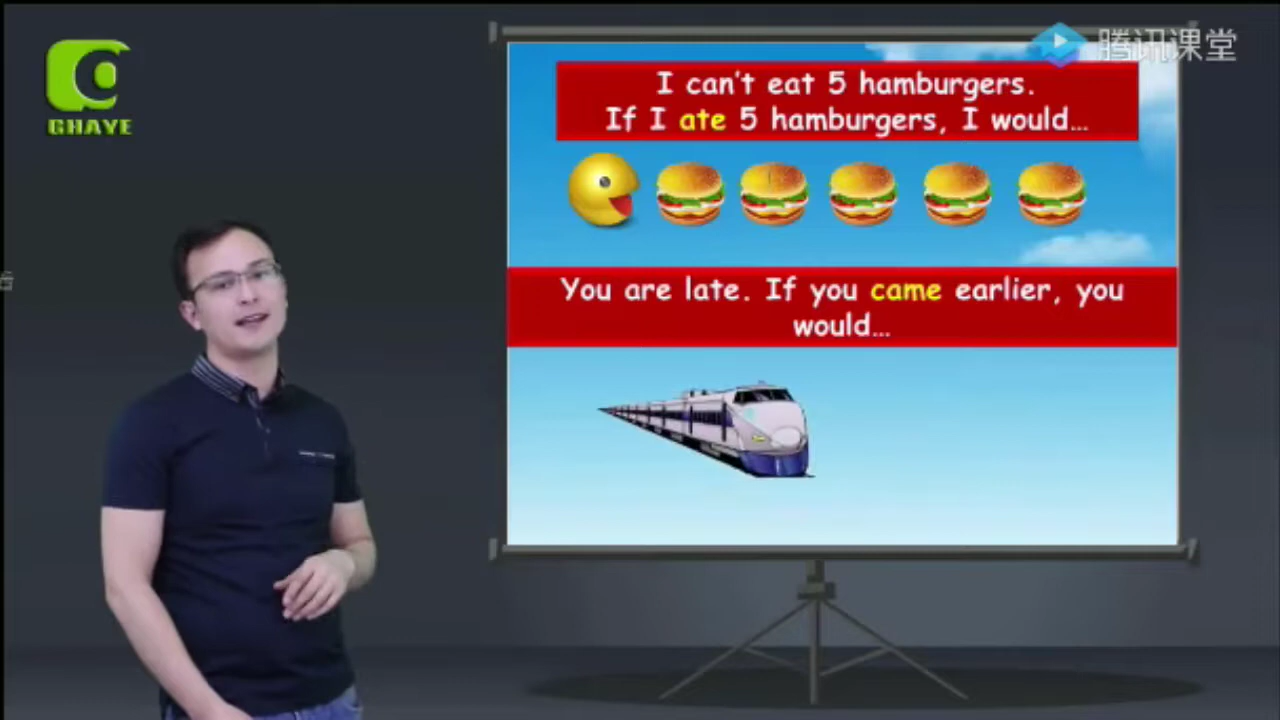 GHAYE
腾讯课堂
I can't eat 5 hamburgers.
If I ate 5 hamburgers, I would...
You are late. If you came earlier, you
would...